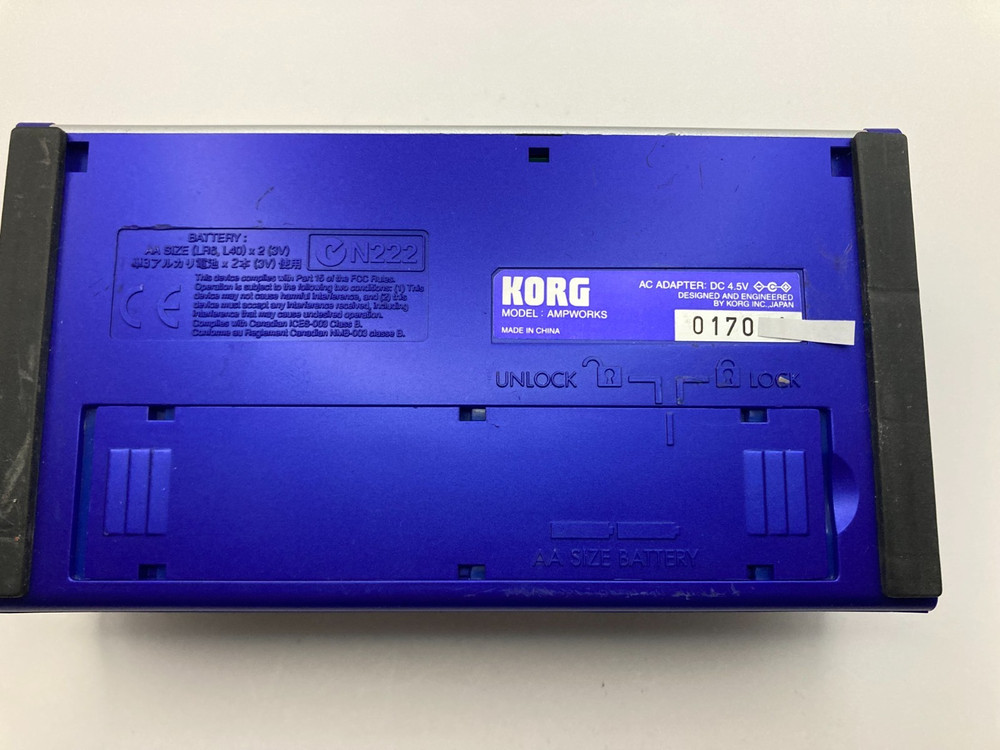 BATTERY :
AA SIZE (LR6, L40) x 2 (3V)
単3アルカリ電池 x 2本 (3V) 使用
N222
This device complies with Part 15 of the FCC Rules.
Operation is subject to the following two conditions: (1) This
device may not cause harmful interference, and (2) this
device must accept any interference received, including
interference that may cause undesired operation.
Complies with Canadian ICES-003 Class B.
Conforme au Reglement Canadien NMB-003 classe B.
CE
KORG
MODEL : AMPWORKS
MADE IN CHINA
AC ADAPTER: DC 4.5V
DESIGNED AND ENGINEERED
BY KORG INC.,JAPAN
0170
UNLOCK
LOCK
AA SIZE BATTERY